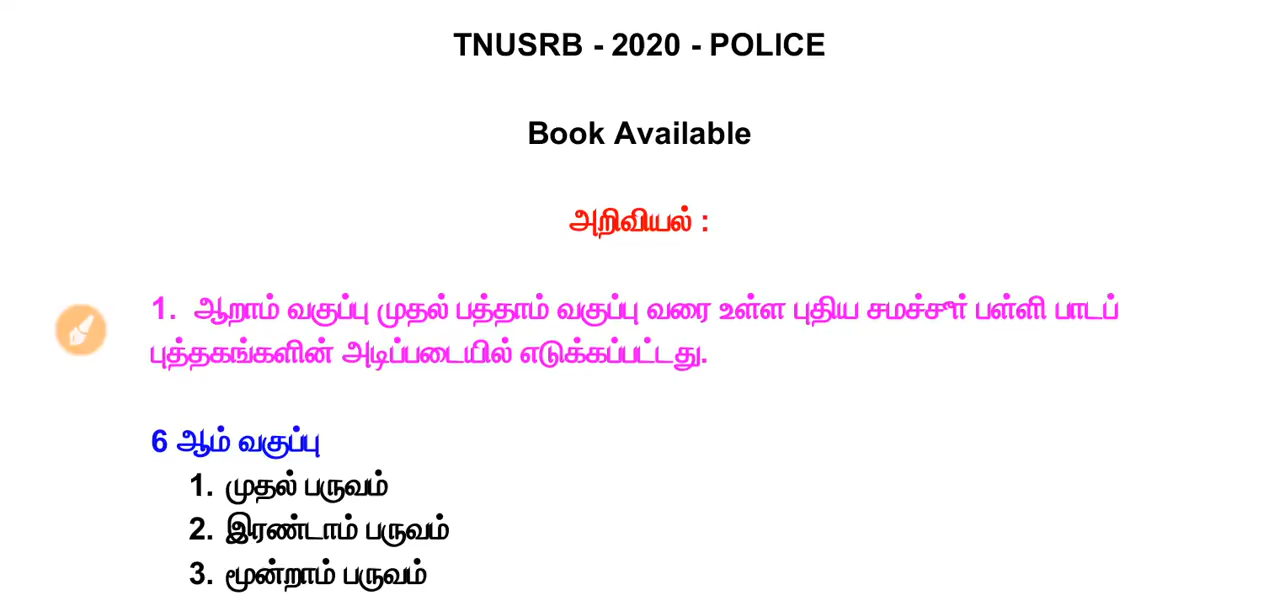 TNUSRB - 2020 - POLICE
Book Available
அறிவியல் :
1. ஆறாம் வகுப்பு முதல் பத்தாம் வகுப்பு வரை உள்ள புதிய சமச்சீர் பள்ளி பாடப்
புத்தகங்களின் அடிப்படையில் எடுக்கப்பட்டது.
6 ஆம் வகுப்பு
1. முதல் பருவம்
2. இரண்டாம் பருவம்
3. மூன்றாம் பருவம்